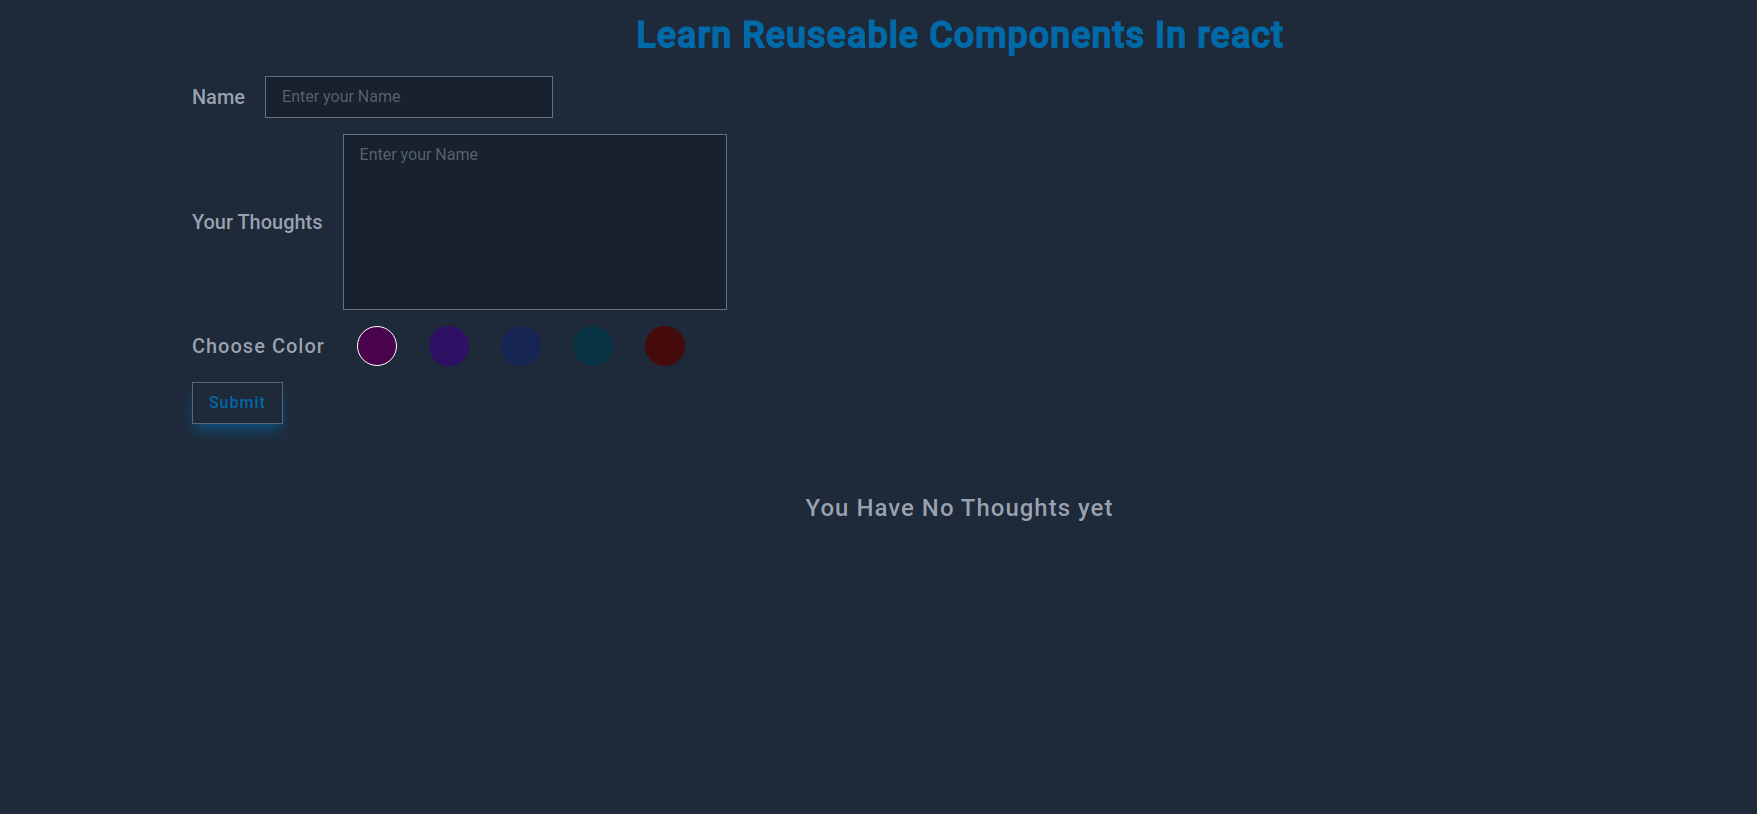 Learn Reuseable Components In react
Name
Enter your Name
Enter your Name
Your Thoughts
Choose Color
Submit
You Have No Thoughts yet